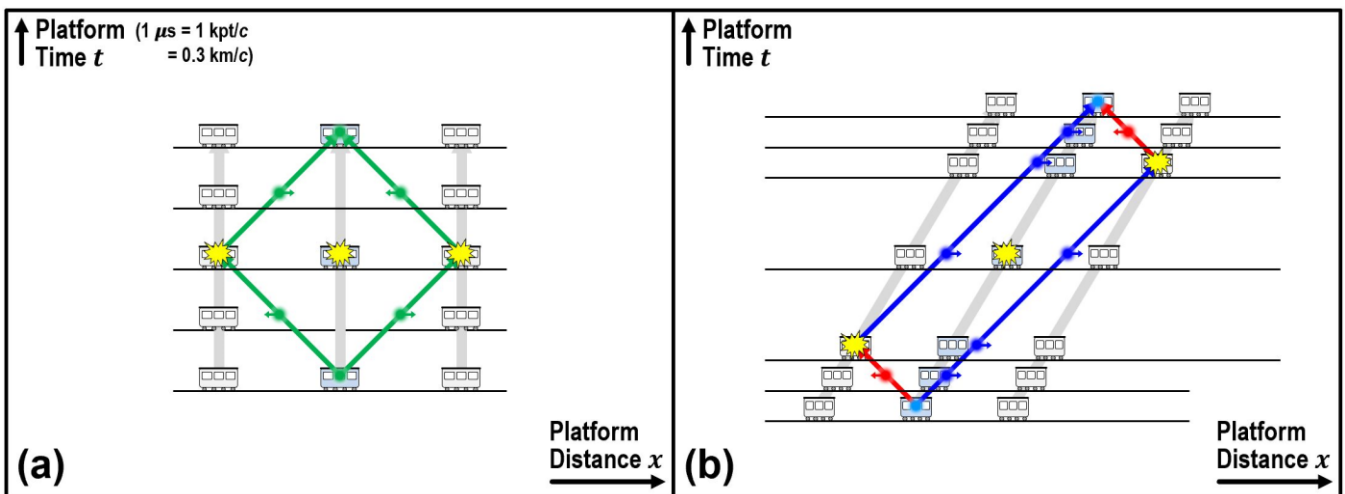 Platform (1 μs = 1 kpt/c
Time t = 0.3 km/c)
Platform
Distance x
(a)
Platform
Time t
Platform
Distance x
(b)